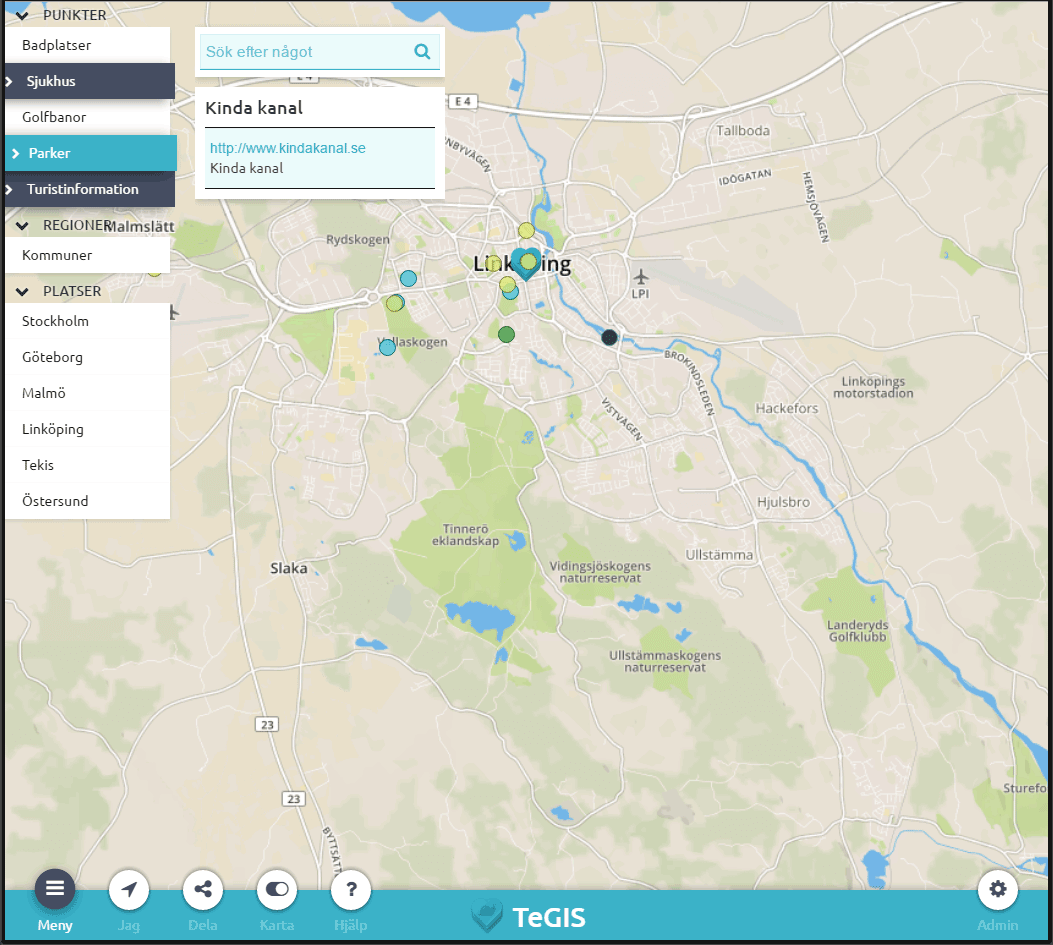 PUNKTER
Badplatser
Sjukhus
Golfbanor
Parker
Turistinformation
REGIONER
Kommuner
PLATSER
Stockholm
Göteborg
Malmö
Linköping
Tekis
Östersund
Sök efter något
Kinda kanal
http://www.kindakanal.se
Kinda kanal
E 4
E 4
Tallboda
IDÖGATAN
HEMSJOVÄGEN
Malmslätt
Rydskogen
Linköping
LPI
Vallaskogen
BROKINDSLEDEN
Linköpings
motorstadion
Hackefors
VISTVÄGEN
Hjulsbro
Tinnerö
eklandskap
Ullstämma
Slaka
Vidingsjöskogens
naturreservat
Landeryds
Golfklubb
Ullstämmaskogens
naturreservat
23
Sturefo
23
BYTTSÄTT
Meny
Jag
Dela
Karta
?
Hjälp
TeGIS
Admin